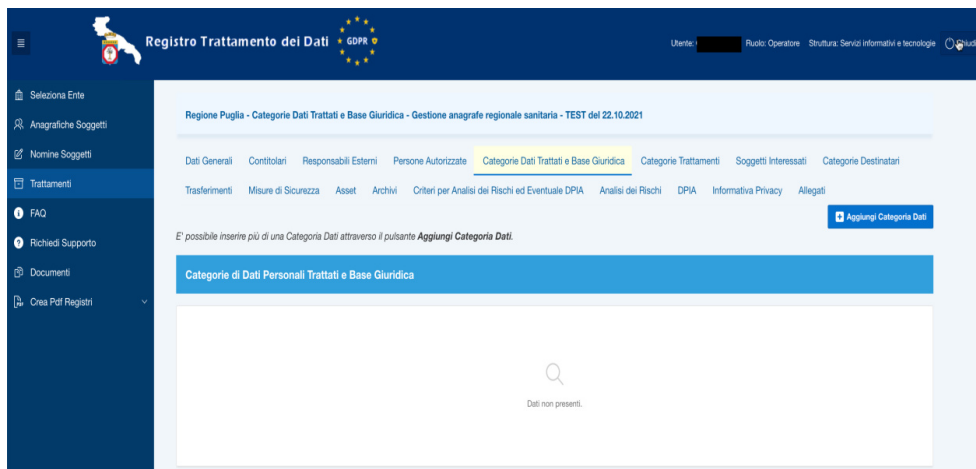 Registro Trattamento dei Dati
GDPR
Utente:
Ruolo: Operatore
Struttura: Servizi informativi e tecnologie
Chiudi
Seleziona Ente
Anagrafiche Soggetti
Nomine Soggetti
Trattamenti
FAQ
Richiedi Supporto
Documenti
Crea Pdf Registri
Regione Puglia - Categorie Dati Trattati e Base Giuridica - Gestione anagrafe regionale sanitaria - TEST del 22.10.2021
Dati Generali Contitolari Responsabili Esterni Persone Autorizzate Categorie Dati Trattati e Base Giuridica Categorie Trattamenti Soggetti Interessati Categorie Destinatari
Trasferimenti Misure di Sicurezza Asset Archivi Criteri per Analisi dei Rischi ed Eventuale DPIA Analisi dei Rischi DPIA Informativa Privacy Allegati
Aggiungi Categoria Dati
E' possibile inserire più di una Categoria Dati attraverso il pulsante Aggiungi Categoria Dati.
Categorie di Dati Personali Trattati e Base Giuridica
Dati non presenti.